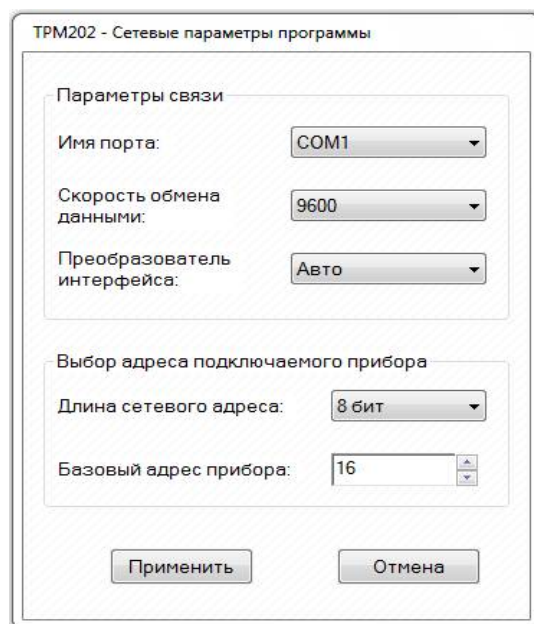 ТРМ202 - Сетевые параметры программы
Параметры связи
Имя порта:
COM1
Скорость обмена
данными:
9600
Преобразователь
интерфейса:
Авто
Выбор адреса подключаемого прибора
Длина сетевого адреса:
8 бит
Базовый адрес прибора:
16
Применить
Отмена